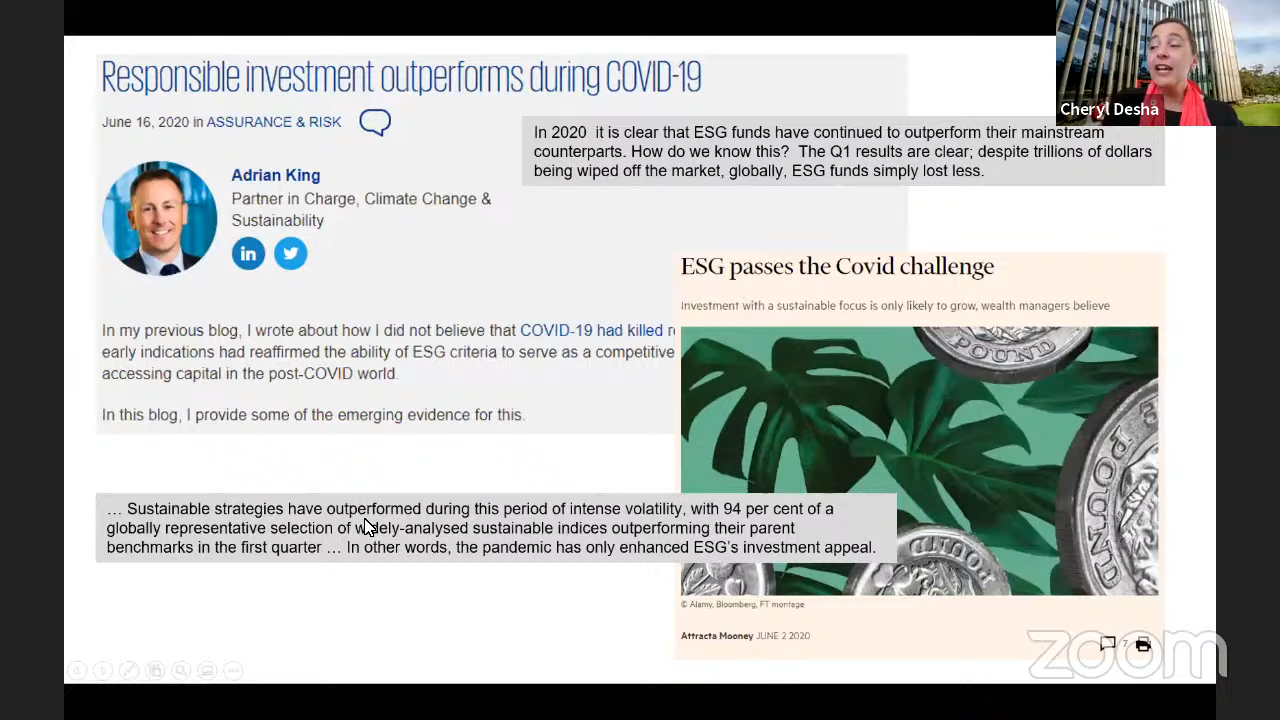 Responsible investment outperforms during COVID-19
June 16, 2020 in ASSURANCE & RISK
Cheryl Desha
In 2020 it is clear that ESG funds have continued to outperform their mainstream
counterparts. How do we know this? The Q1 results are clear; despite trillions of dollars
being wiped off the market, globally, ESG funds simply lost less.
Adrian King
Partner in Charge, Climate Change &
Sustainability
in
ESG passes the Covid challenge
Investment with a sustainable focus is only likely to grow, wealth managers believe
In my previous blog, I wrote about how I did not believe that COVID-19 had killed
early indications had reaffirmed the ability of ESG criteria to serve as a competitive
accessing capital in the post-COVID world.
In this blog, I provide some of the emerging evidence for this.
POUND
POUND
… Sustainable strategies have outperformed during this period of intense volatility, with 94 per cent of a
globally representative selection of widely-analysed sustainable indices outperforming their parent
benchmarks in the first quarter … In other words, the pandemic has only enhanced ESG's investment appeal.
© Alamy, Bloomberg, FT montage
Attracta Mooney JUNE 2 2020
7
zoom